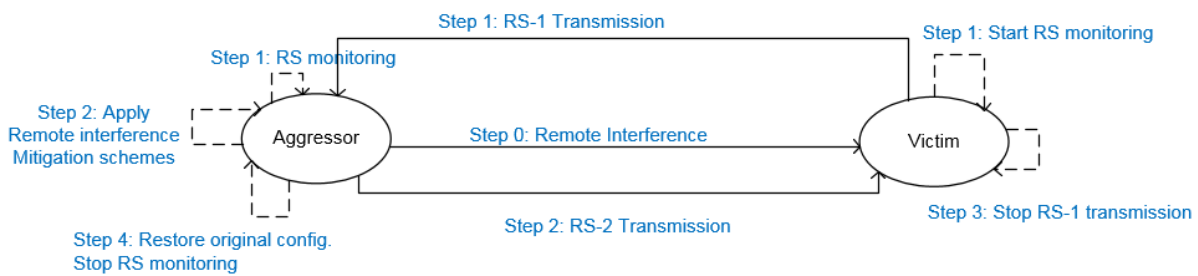 Step 1: RS-1 Transmission
Step 1: Start RS monitoring
Step 1: RS monitoring
Step 2: Apply
Remote interference
Mitigation schemes
Aggressor
Step 0: Remote Interference
Victim
Step 3: Stop RS-1 transmission
Step 2: RS-2 Transmission
Step 4: Restore original config.
Stop RS monitoring